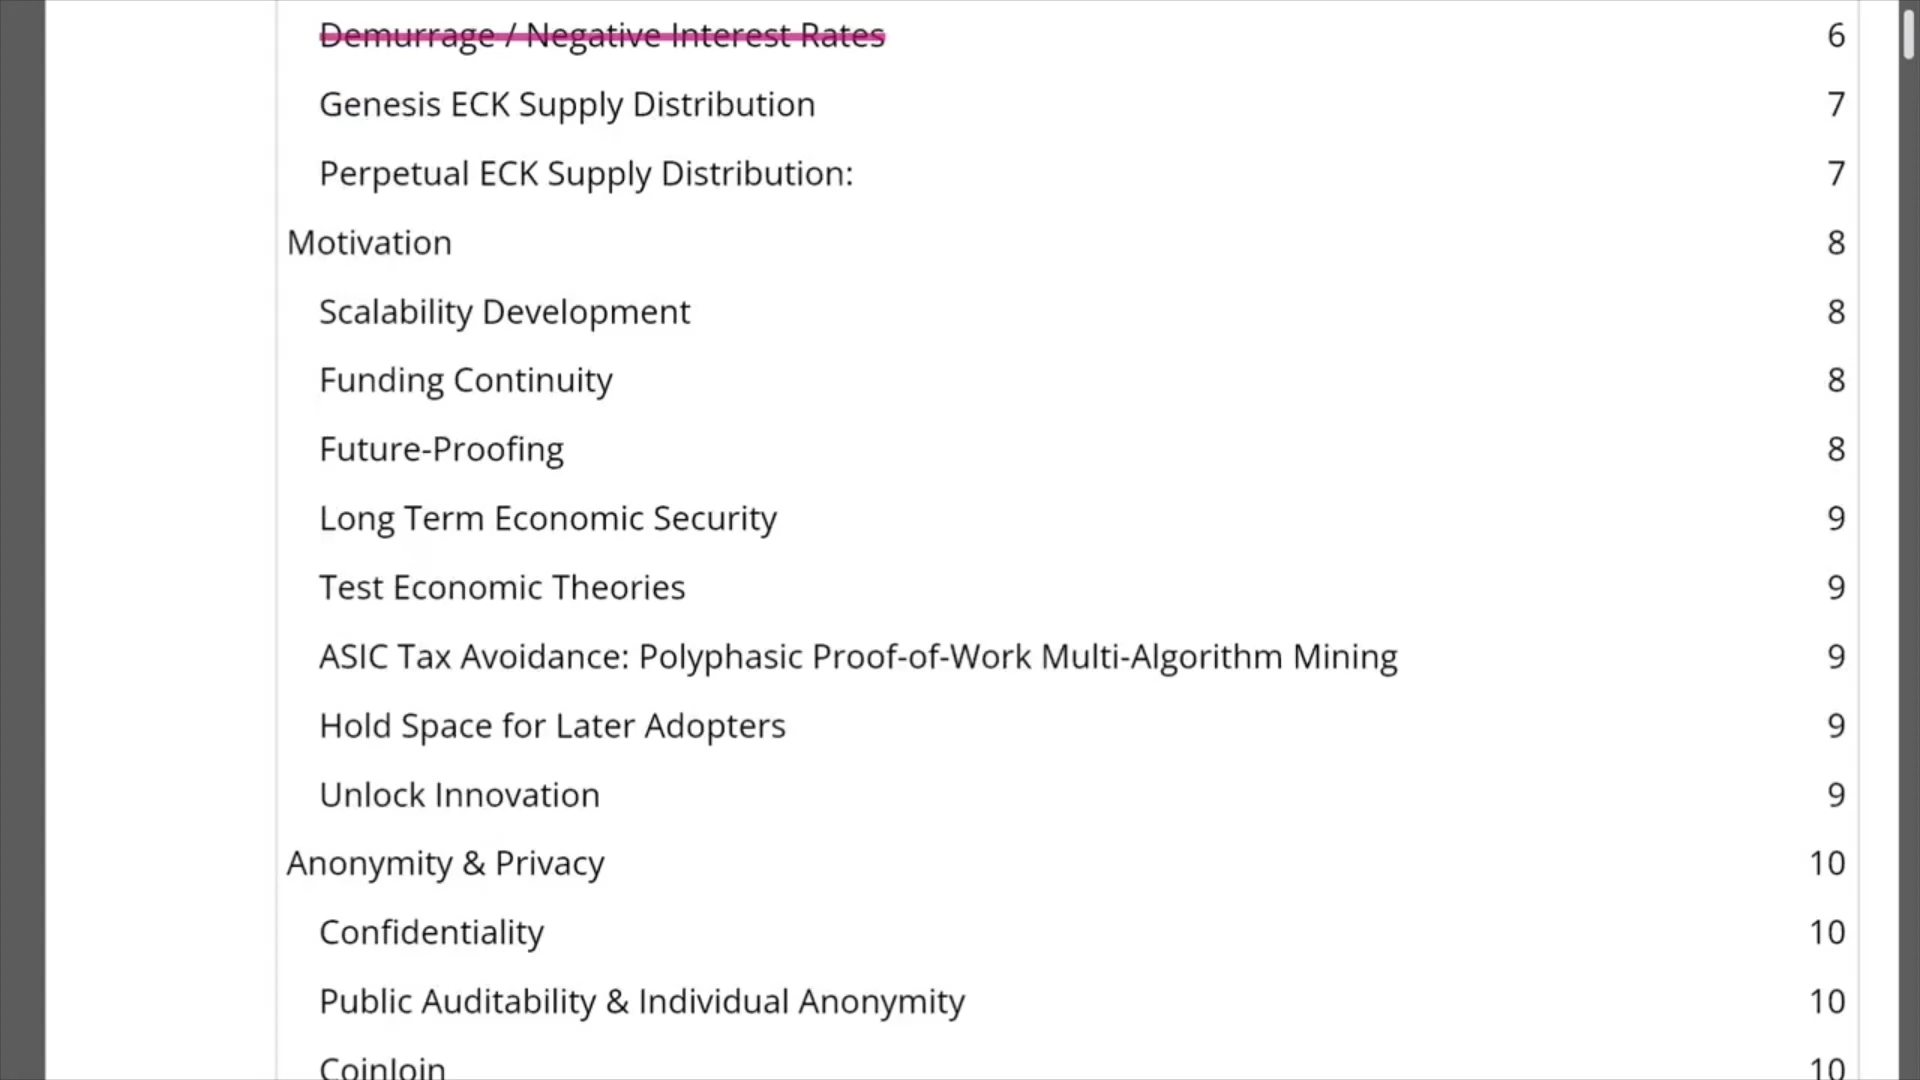 Demurrage / Negative Interest Rates 6
Genesis ECK Supply Distribution 7
Perpetual ECK Supply Distribution: 7
Motivation 8
Scalability Development 8
Funding Continuity 8
Future-Proofing 8
Long Term Economic Security 9
Test Economic Theories 9
ASIC Tax Avoidance: Polyphasic Proof-of-Work Multi-Algorithm Mining 9
Hold Space for Later Adopters 9
Unlock Innovation 9
Anonymity & Privacy 10
Confidentiality 10
Public Auditability & Individual Anonymity 10
CoinJoin 10